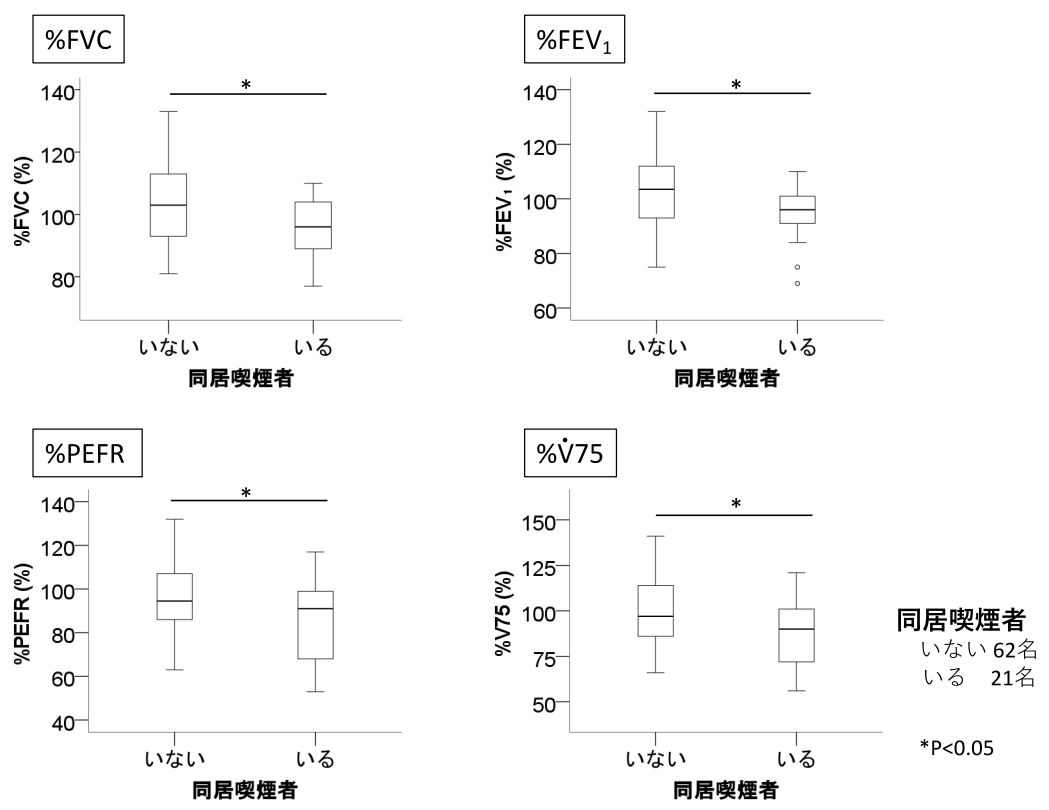 %FVC
*
140
120
100
80
%FVC (%)
いない いる
同居喫煙者
%FEV₁
*
140
120
100
80
60
%FEV₁ (%)
いない いる
同居喫煙者
%PEFR
*
140
120
100
80
60
40
%PEFR (%)
いない いる
同居喫煙者
%V̇75
*
150
125
100
75
50
%V75 (%)
いない いる
同居喫煙者
同居喫煙者
いない 62名
いる 21名
*P<0.05